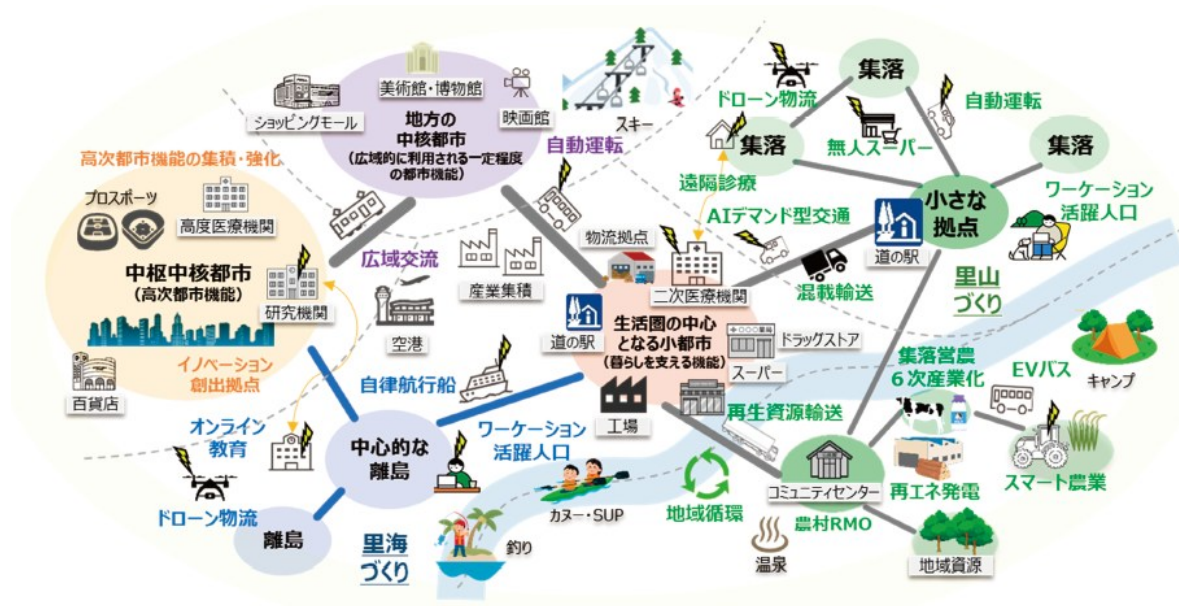 美術館・博物館
ショッピングモール
映画館
地方の
中核都市
（広域的に利用される一定程度
の都市機能）
スキー
自動運転
高次都市機能の集積・強化
プロスポーツ
高度医療機関
中枢中核都市
（高次都市機能）
研究機関
イノベーション
創出拠点
百貨店
広域交流
産業集積
空港
ドローン物流
集落
自動運転
集落
無人スーパー
集落
遠隔診療
AIデマンド型交通
小さな
拠点
道の駅
ワーケーション
活躍人口
里山
づくり
混載輸送
物流拠点
二次医療機関
道の駅
生活圏の中心
となる小都市
（暮らしを支える機能）
ドラッグストア
〇〇〇薬局
スーパー
工場
自律航行船
オンライン
教育
中心的な
離島
ワーケーション
活躍人口
ドローン物流
離島
里海
づくり
釣り
カヌー・SUP
再生資源輸送
地域循環
温泉
コミュニティセンター
農村RMO
集落営農
６次産業化
EVバス
キャンプ
再エネ発電
スマート農業
地域資源